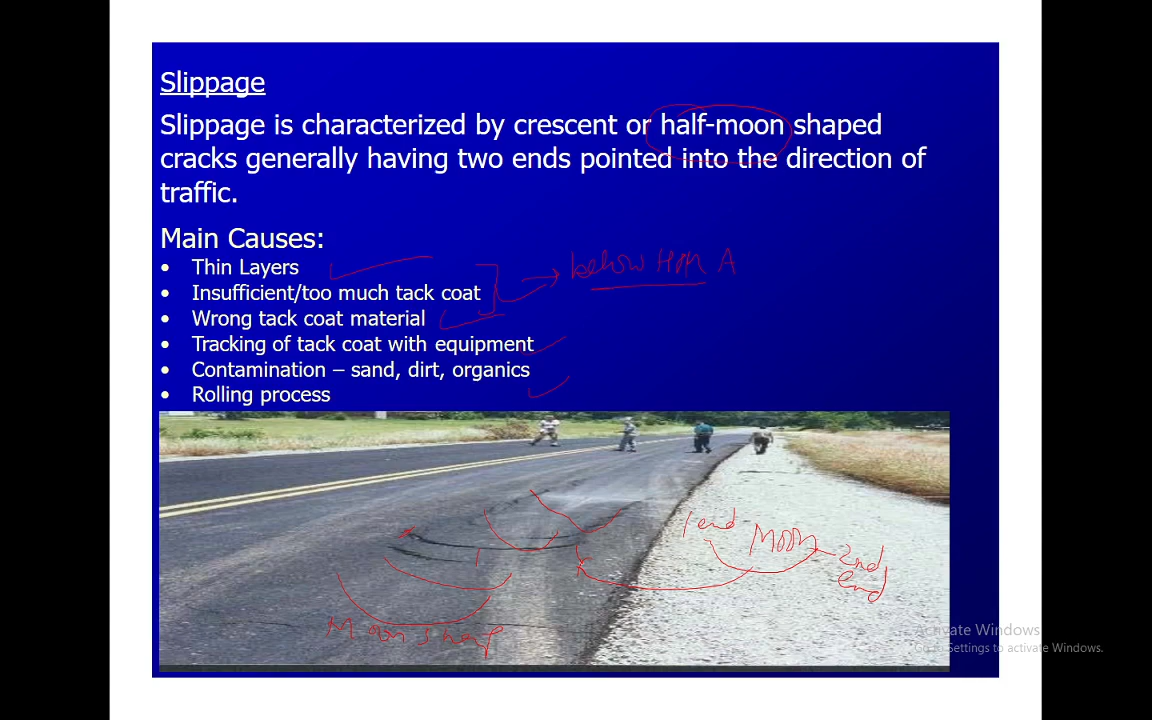 Slippage
Slippage is characterized by crescent or half-moon shaped
cracks generally having two ends pointed into the direction of
traffic.
Main Causes:
• Thin Layers
• Insufficient/too much tack coat
below HM A
• Wrong tack coat material
• Tracking of tack coat with equipment
• Contamination – sand, dirt, organics
• Rolling process
1 end
Moon
2nd
end
Moon
Activate Windows
Go to Settings to activate Windows.